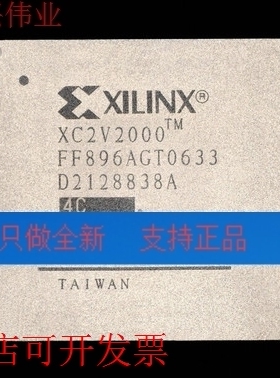 伟业
XILINX®
XC2V2000™
FF896AGT0633
D2128838A
4C
只做全新 支持正品
TAIWAN
店可开发票